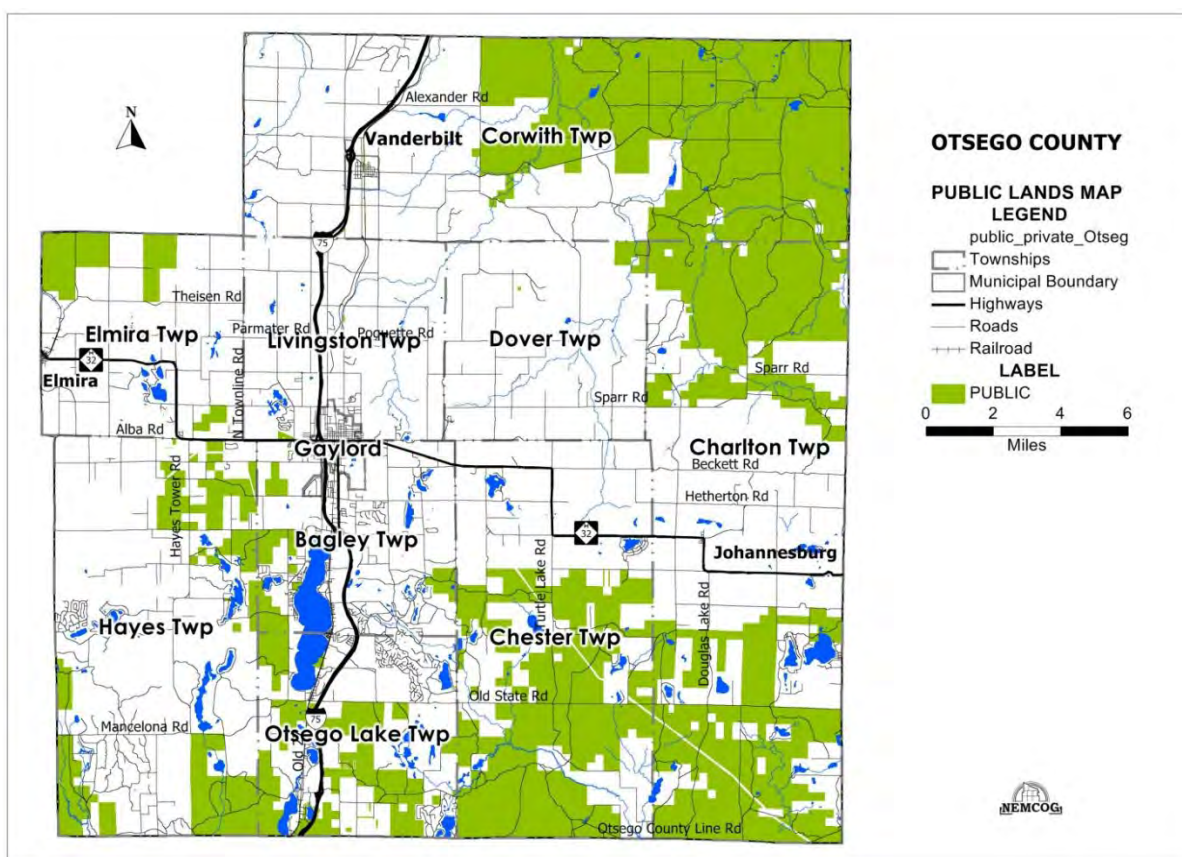 N
Alexander Rd
Vanderbilt
Corwith Twp
75
Theisen Rd
Parmater Rd
Poquette Rd
Elmira Twp
Livingston Twp
Dover Twp
32
Elmira
N Townline Rd
Sparr Rd
Sparr Rd
Alba Rd
Gaylord
Charlton Twp
Beckett Rd
Hayes Tower Rd
Hetherton Rd
Bagley Twp
M
32
Johannesburg
Turtle Lake Rd
Hayes Twp
Chester Twp
Douglas Lake Rd
Old State Rd
Mancelona Rd
75
Otsego Lake Twp
Old
Otsego County Line Rd
OTSEGO COUNTY
PUBLIC LANDS MAP
LEGEND
public_private_Otseg
Townships
Municipal Boundary
Highways
Roads
Railroad
LABEL
PUBLIC
0 2 4 6
Miles
NEMCOG